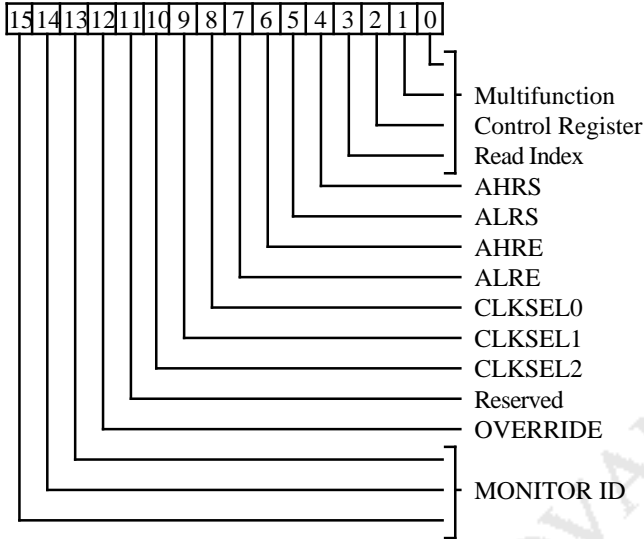 15 14 13 12 11 10 9 8 7 6 5 4 3 2 1 0
Multifunction
Control Register
Read Index
AHRS
ALRS
AHRE
ALRE
CLKSEL0
CLKSEL1
CLKSEL2
Reserved
OVERRIDE
MONITOR ID